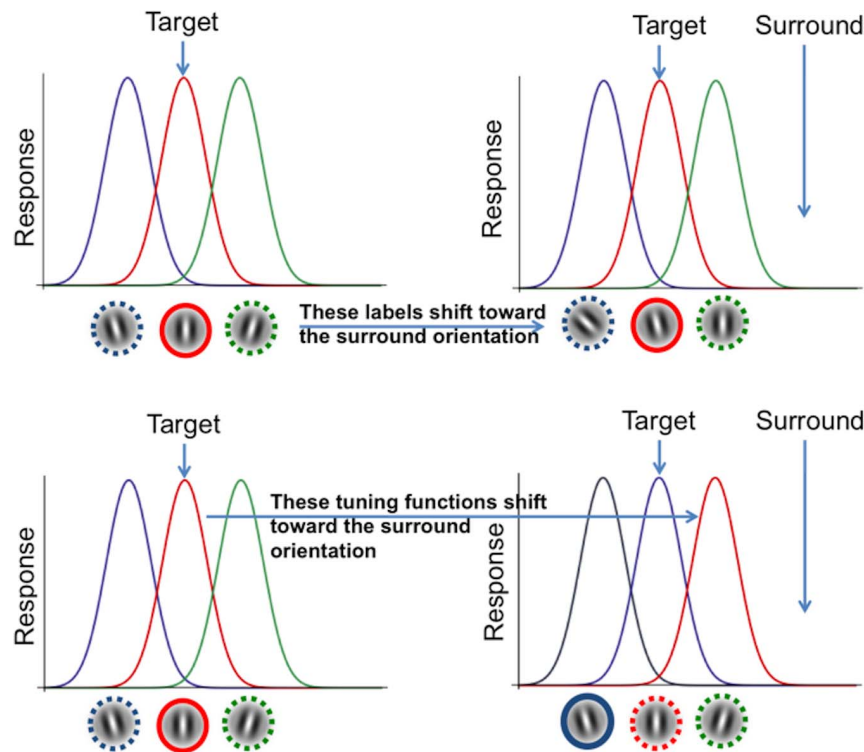 Target
Target Surround
Response
Response
These labels shift toward
the surround orientation
Target
Target Surround
Response
Response
These tuning functions shift
toward the surround
orientation